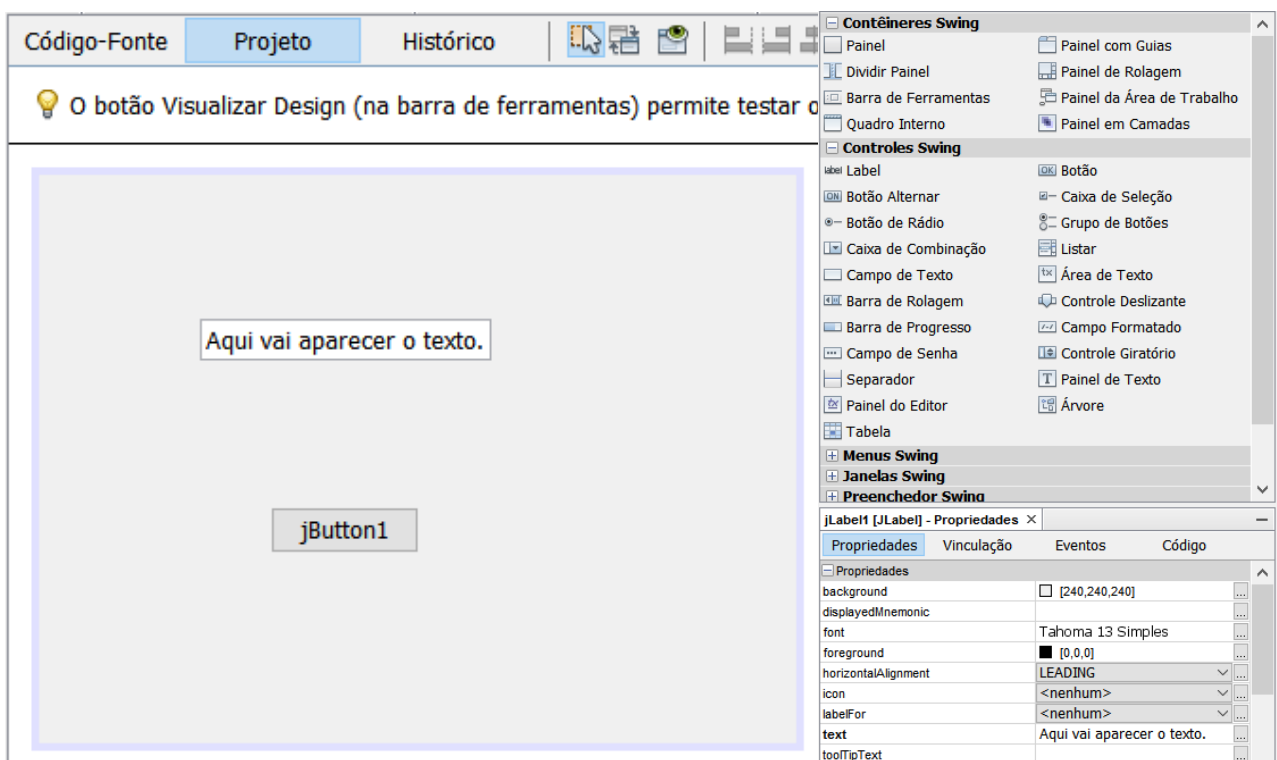 Código-Fonte Projeto Histórico
O botão Visualizar Design (na barra de ferramentas) permite testar o
Aqui vai aparecer o texto.
jButton1
Contêineres Swing
Painel Painel com Guias
Dividir Painel Painel de Rolagem
Barra de Ferramentas Painel da Área de Trabalho
Quadro Interno Painel em Camadas
Controles Swing
label Label OK Botão
ON Botão Alternar Caixa de Seleção
Botão de Rádio Grupo de Botões
Caixa de Combinação Listar
Campo de Texto Área de Texto
Barra de Rolagem Controle Deslizante
Barra de Progresso Campo Formatado
Campo de Senha Controle Giratório
Separador T Painel de Texto
Painel do Editor Árvore
Tabela
Menus Swing
Janelas Swing
Preenchedor Swing
jLabel1 [JLabel] - Propriedades ×
Propriedades Vinculação Eventos Código
Propriedades
background [240,240,240] ...
displayedMnemonic ...
font Tahoma 13 Simples ...
foreground [0,0,0] ...
horizontalAlignment LEADING ...
icon <nenhum> ...
labelFor <nenhum> ...
text Aqui vai aparecer o texto. ...
toolTipText ...